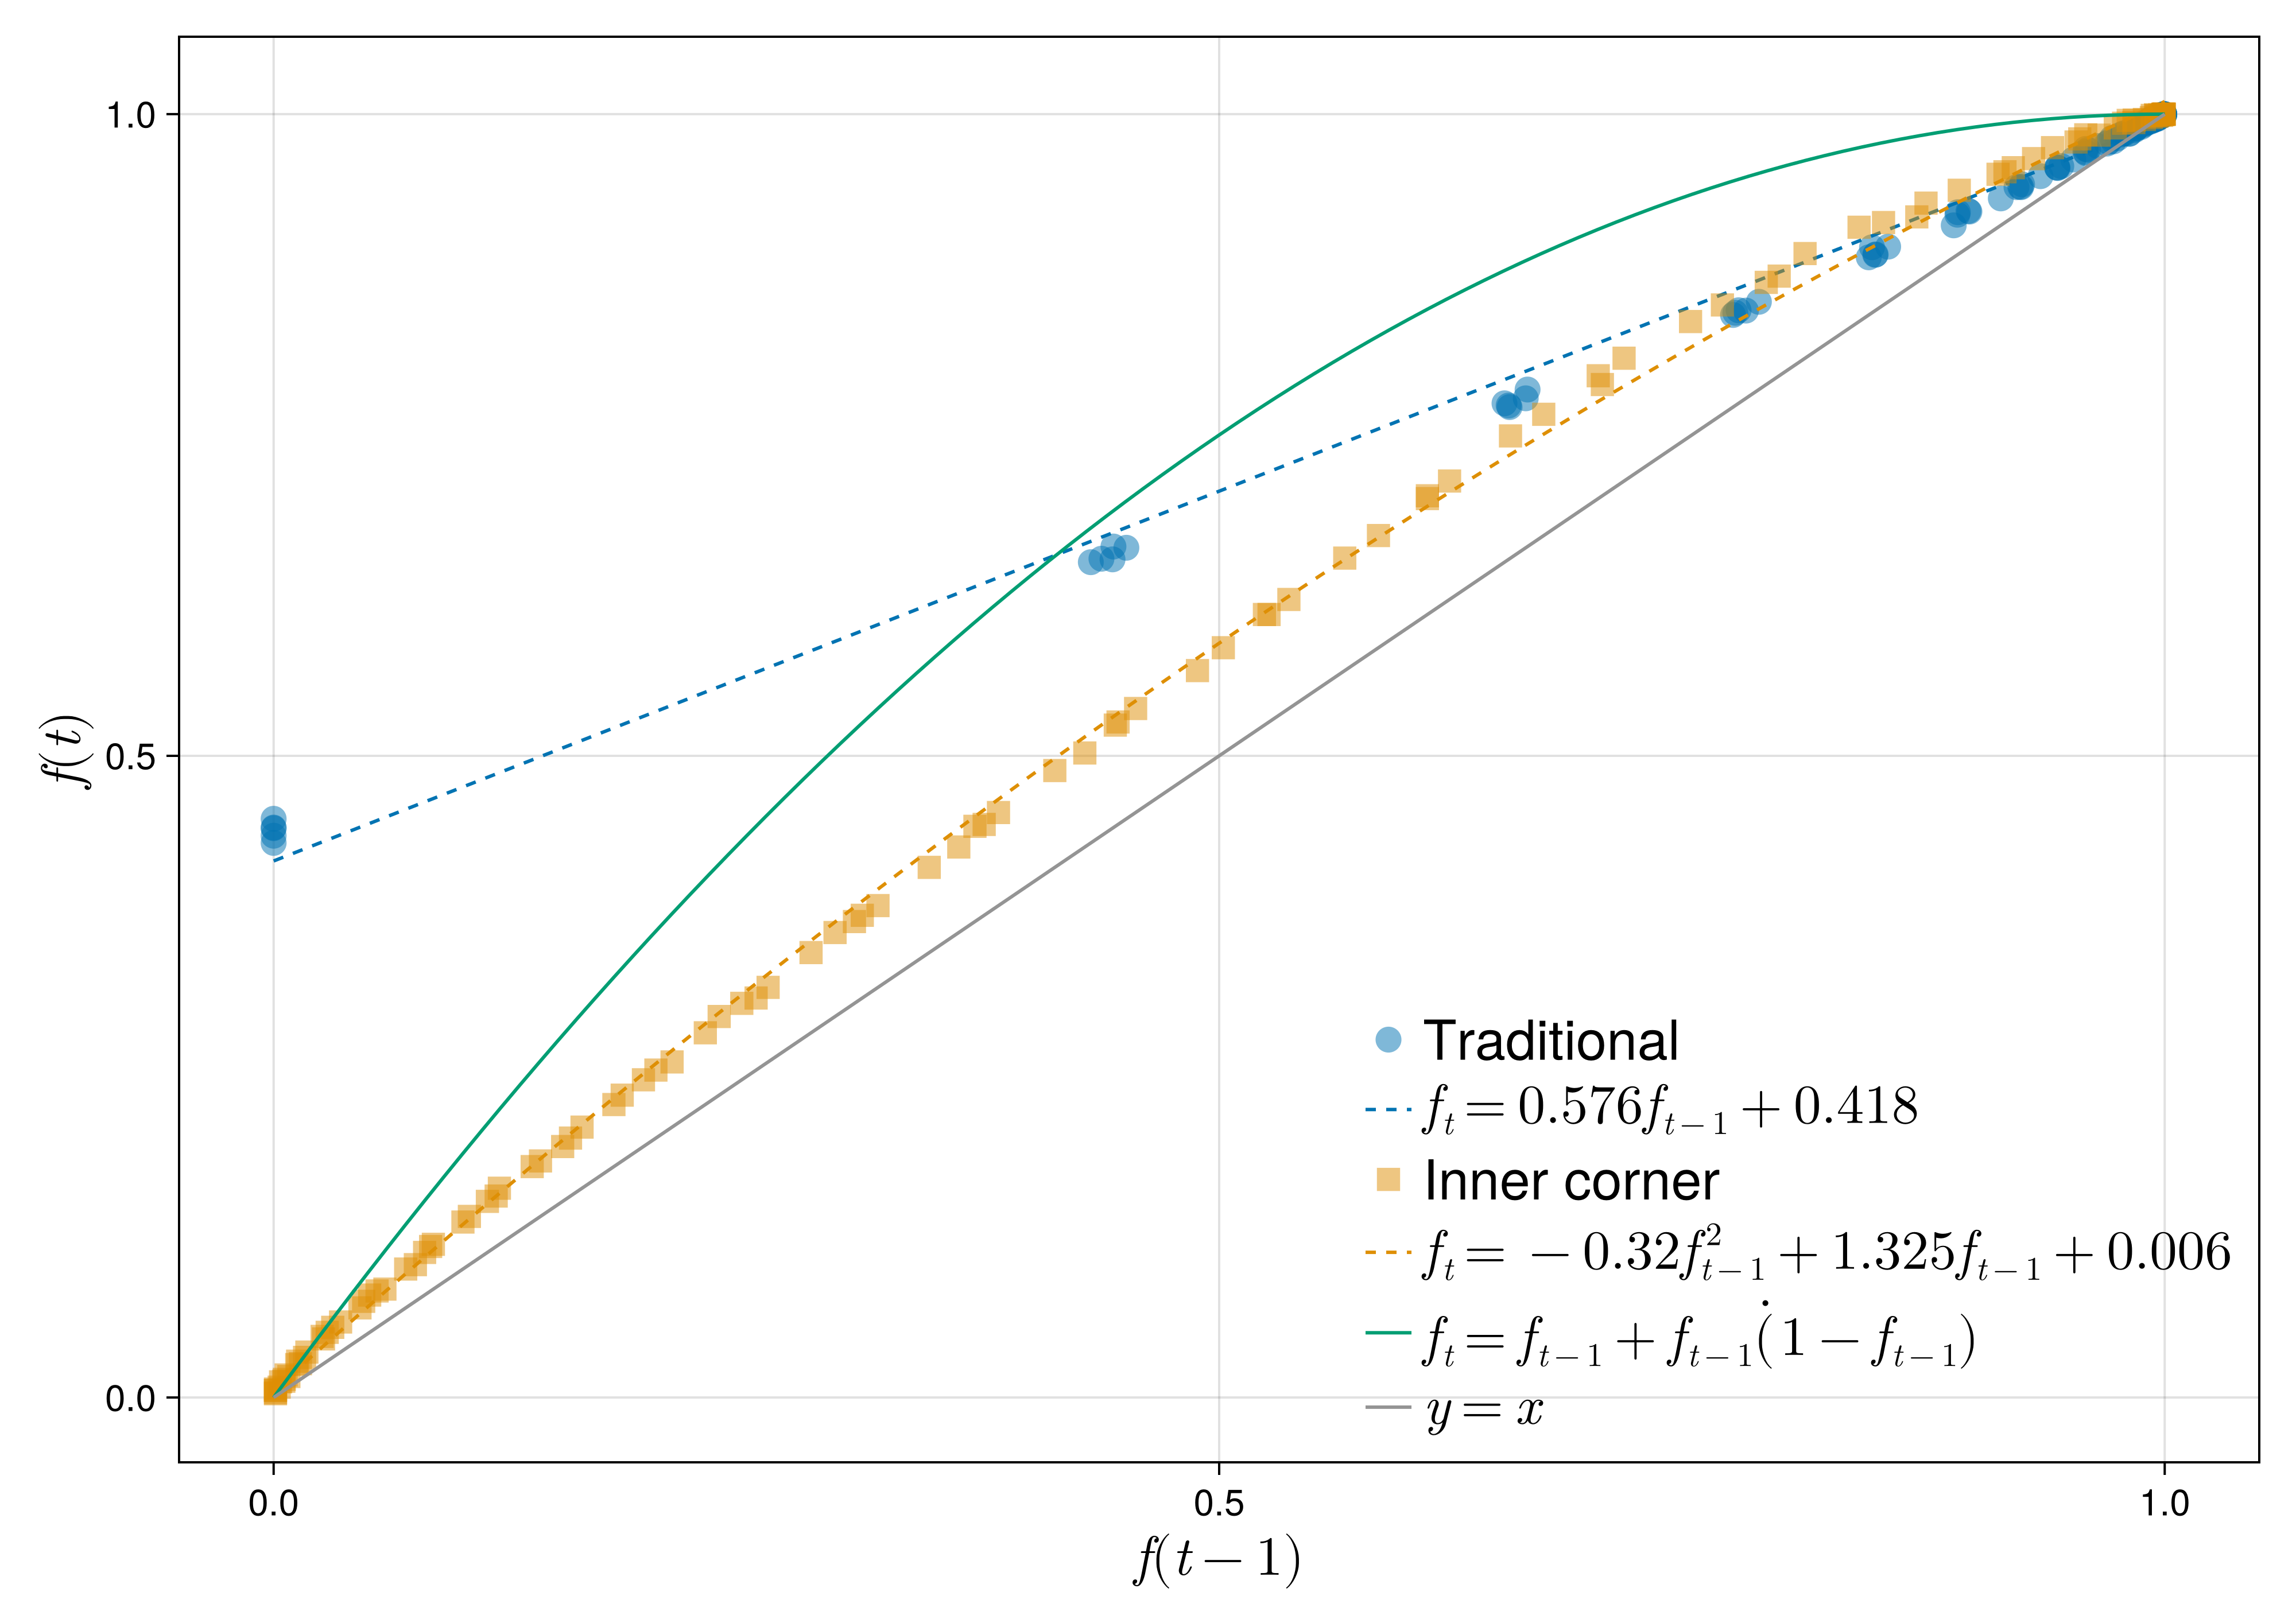 1.0
f(t)
0.5
Traditional
f_t = 0.576f_{t−1} + 0.418
Inner corner
f_t = −0.32f²_{t−1} + 1.325f_{t−1} + 0.006
f_t = f_{t−1} + f_{t−1}(̇1 − f_{t−1})
y = x
0.0
0.0
0.5
1.0
f(t − 1)